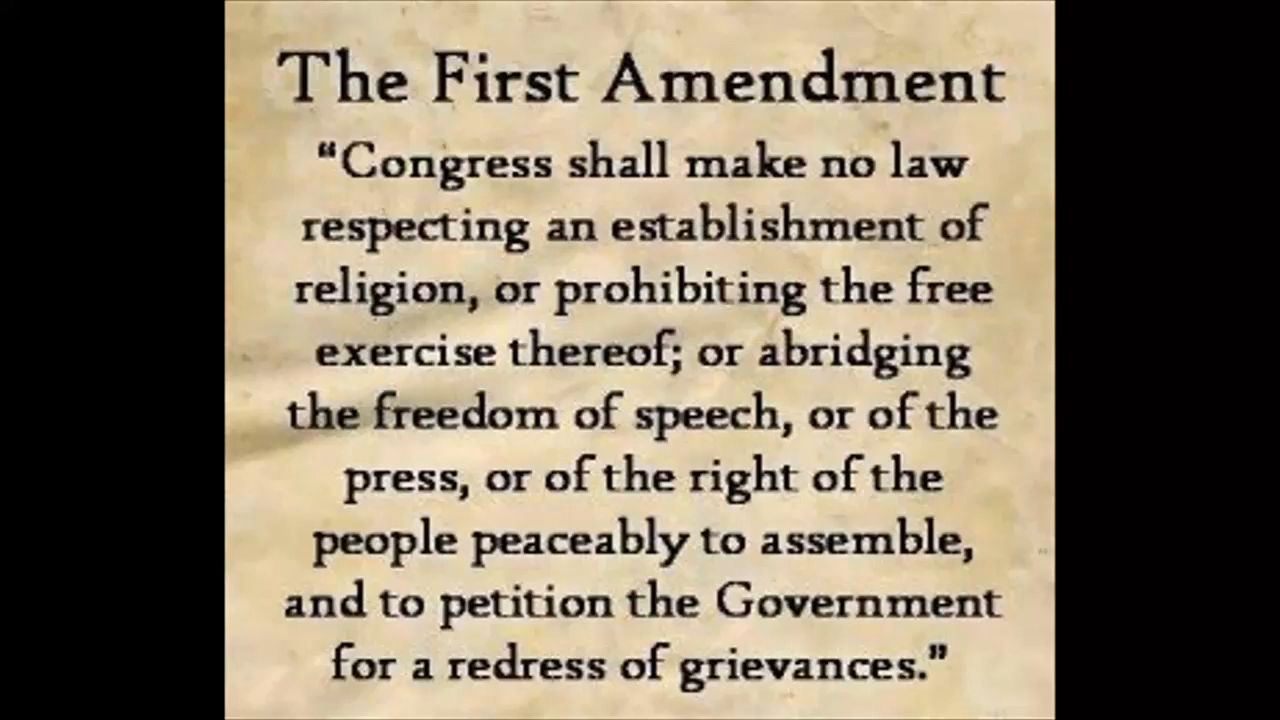 The First Amendment
“Congress shall make no law
respecting an establishment of
religion, or prohibiting the free
exercise thereof; or abridging
the freedom of speech, or of the
press, or of the right of the
people peaceably to assemble,
and to petition the Government
for a redress of grievances.”